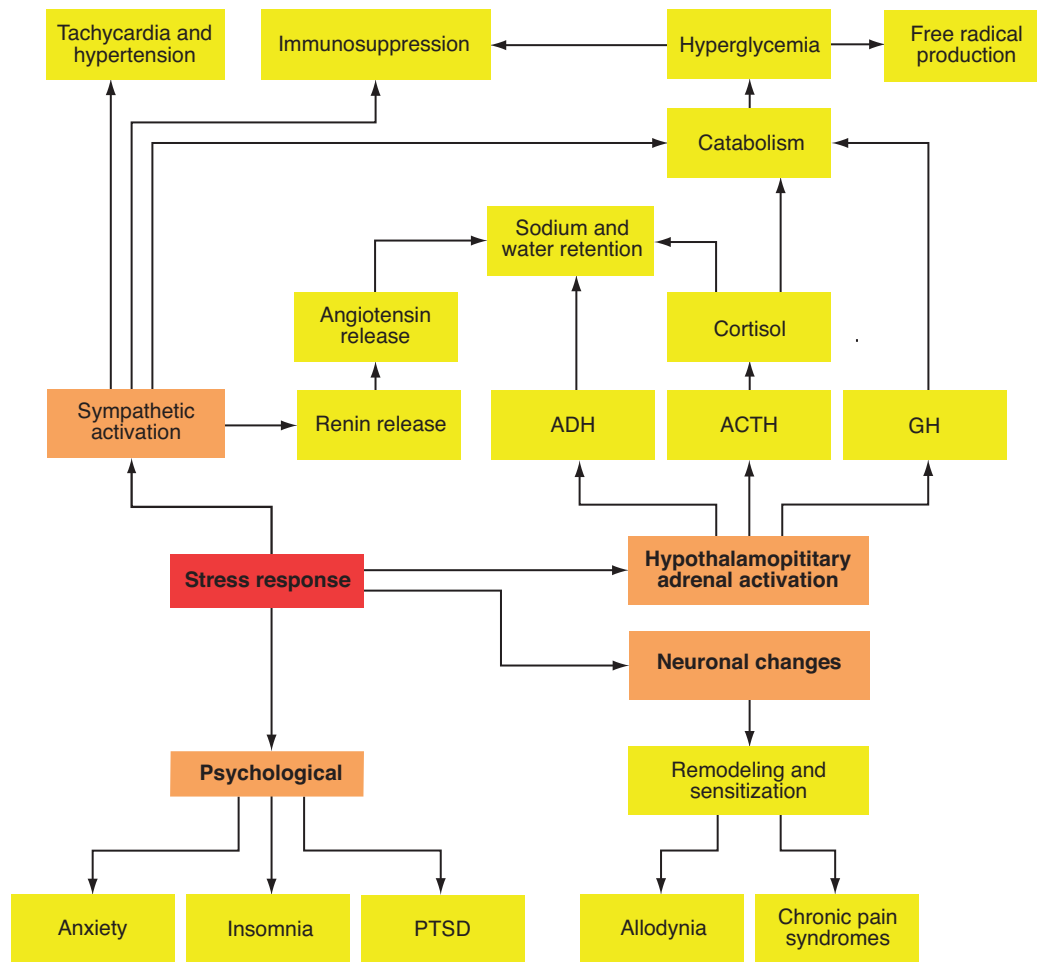 Tachycardia and
hypertension
Immunosuppression
Hyperglycemia
Free radical
production
Catabolism
Sodium and
water retention
Angiotensin
release
Cortisol
Sympathetic
activation
Renin release
ADH
ACTH
GH
Stress response
Hypothalamopititary
adrenal activation
Neuronal changes
Psychological
Remodeling and
sensitization
Anxiety
Insomnia
PTSD
Allodynia
Chronic pain
syndromes